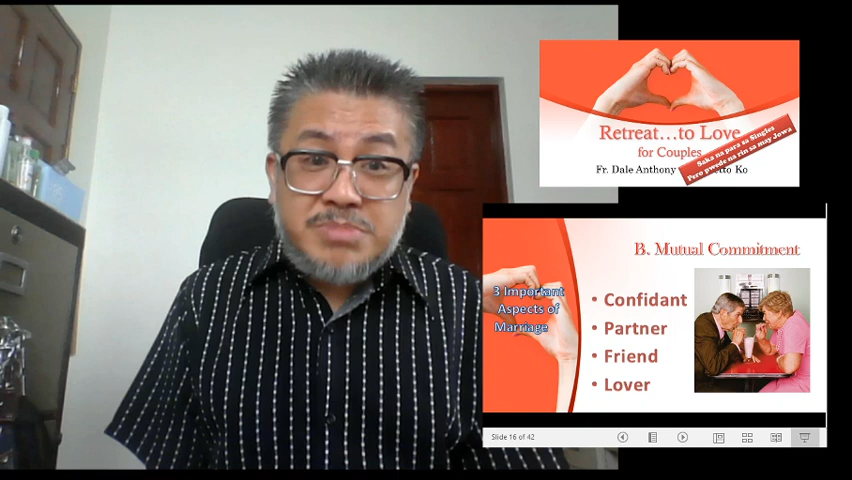 Retreat…to Love
for Couples
Saka na para sa Singles
Pero pwede na rin sa may Jowa
Fr. Dale Anthony Ko
B. Mutual Commitment
3 Important
Aspects of
Marriage
• Confidant
• Partner
• Friend
• Lover
Slide 16 of 42